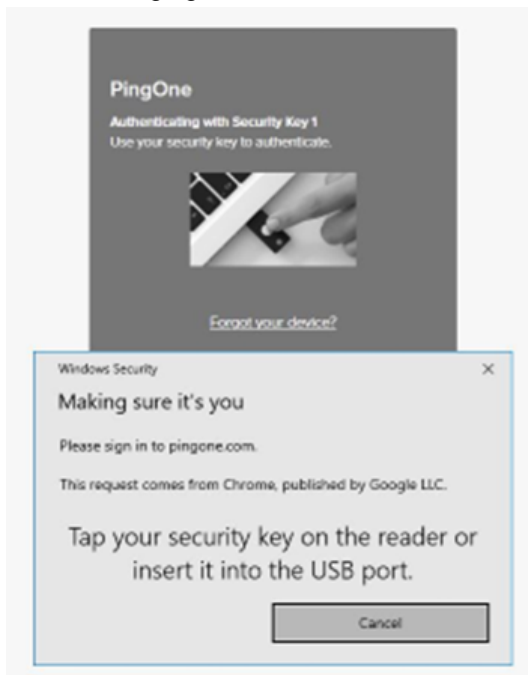 PingOne
Authenticating with Security Key 1
Use your security key to authenticate.
Forgot your device?
Windows Security
Making sure it's you
Please sign in to pingone.com.
This request comes from Chrome, published by Google LLC.
Tap your security key on the reader or
insert it into the USB port.
Cancel